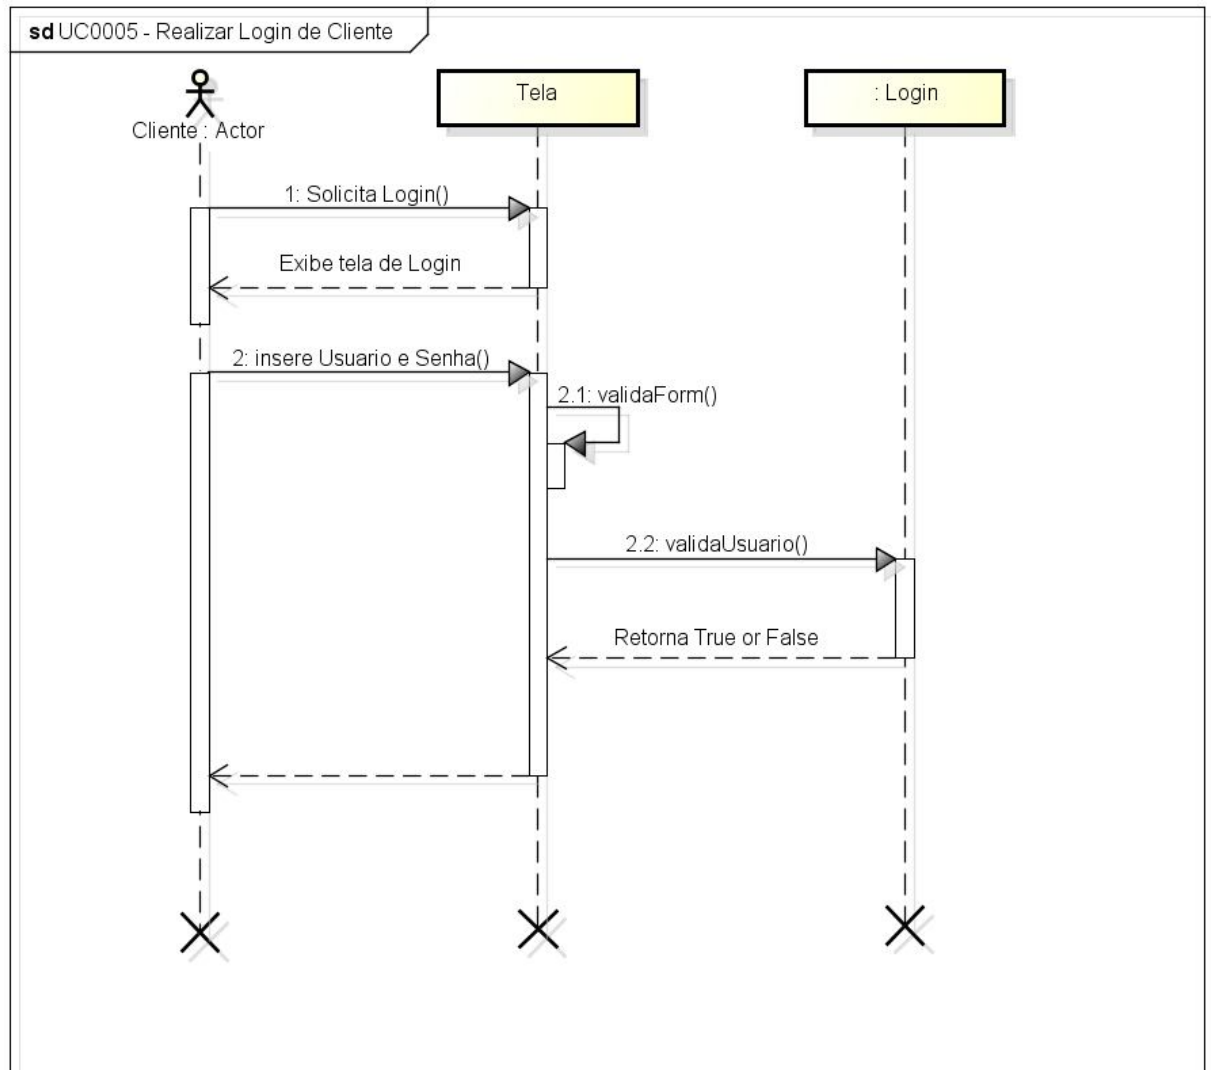 sd UC0005 - Realizar Login de Cliente
Cliente : Actor
Tela
: Login
1: Solicita Login()
Exibe tela de Login
2: insere Usuario e Senha()
2.1: validaForm()
2.2: validaUsuario()
Retorna True or False